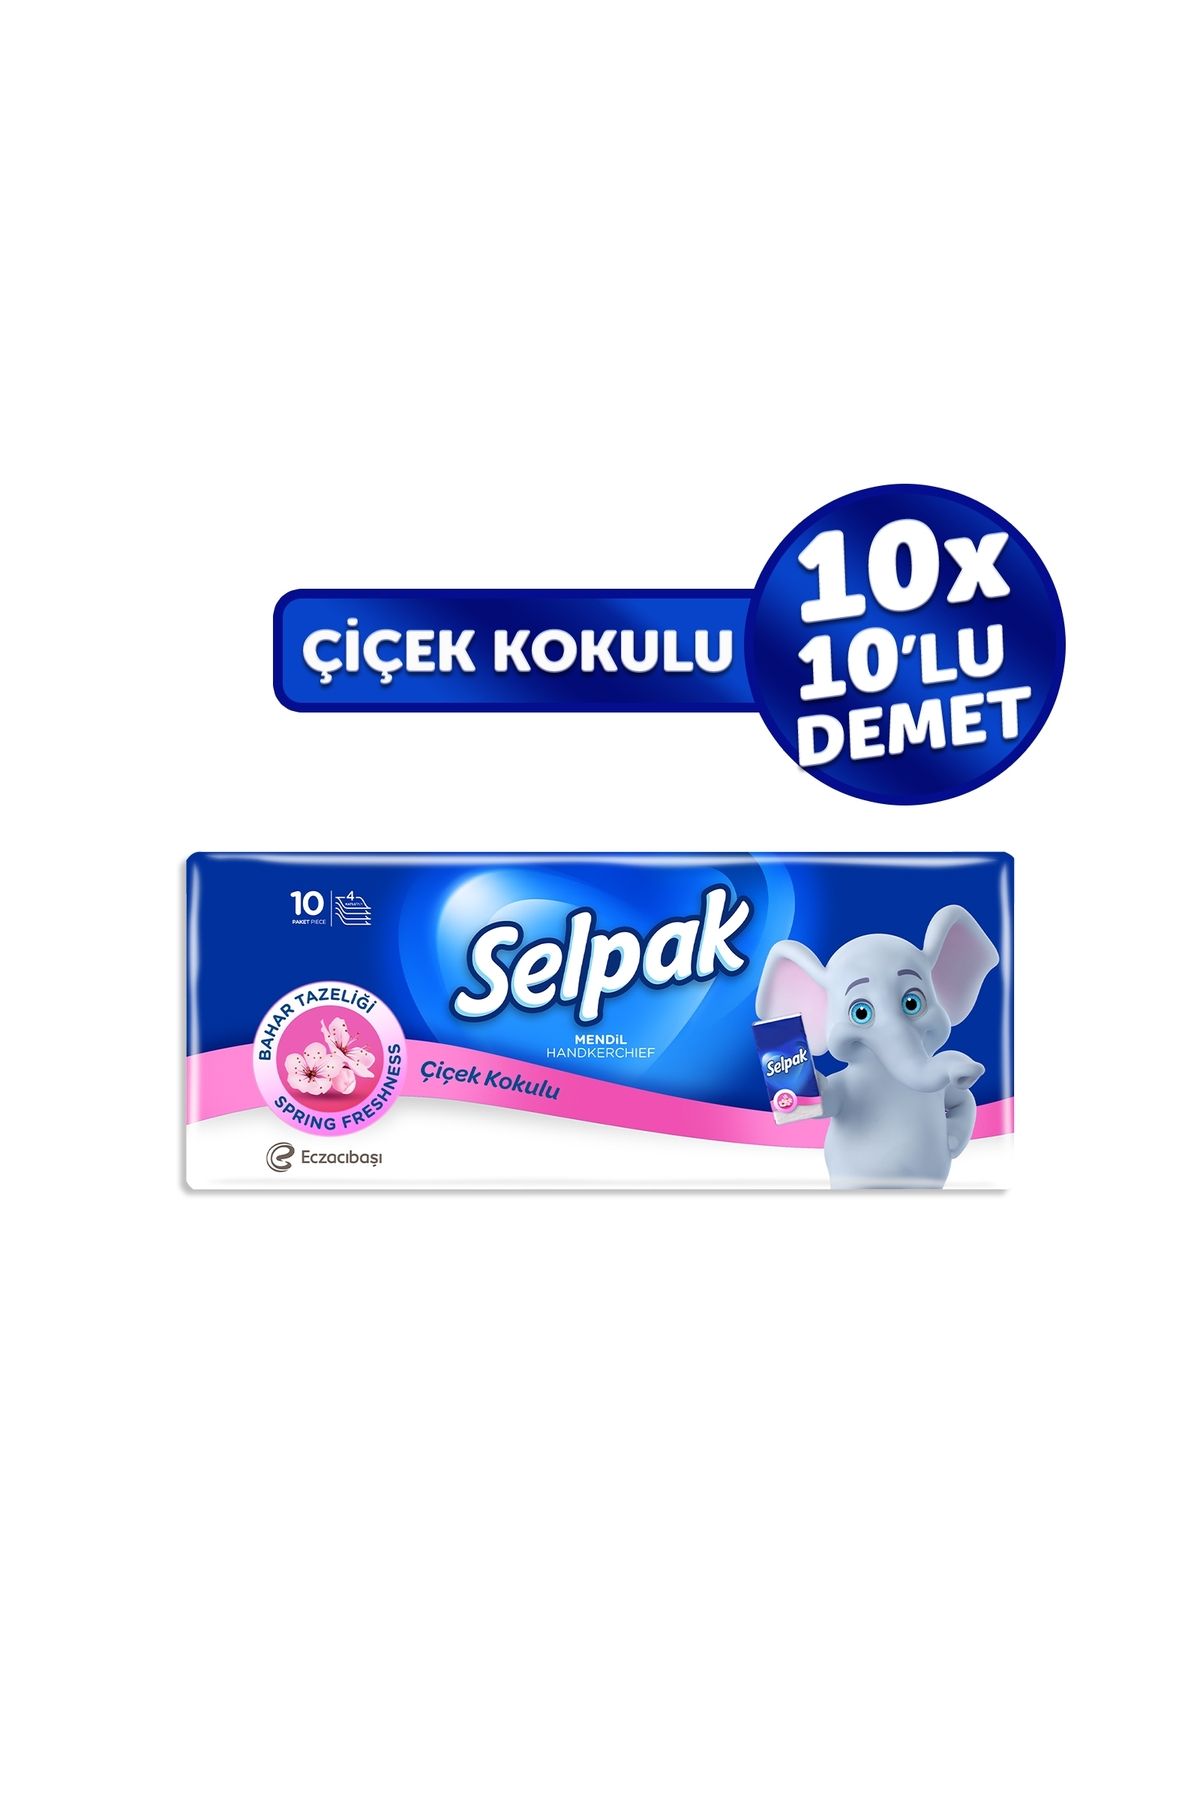 ÇİÇEK KOKULU
10x
10'LU
DEMET
10
PAKET PIECE
4
Selpak
MENDİL
HANDKERCHIEF
BAHAR TAZELİĞİ
SPRING FRESHNESS
Çiçek Kokulu
Selpak
Eczacıbaşı